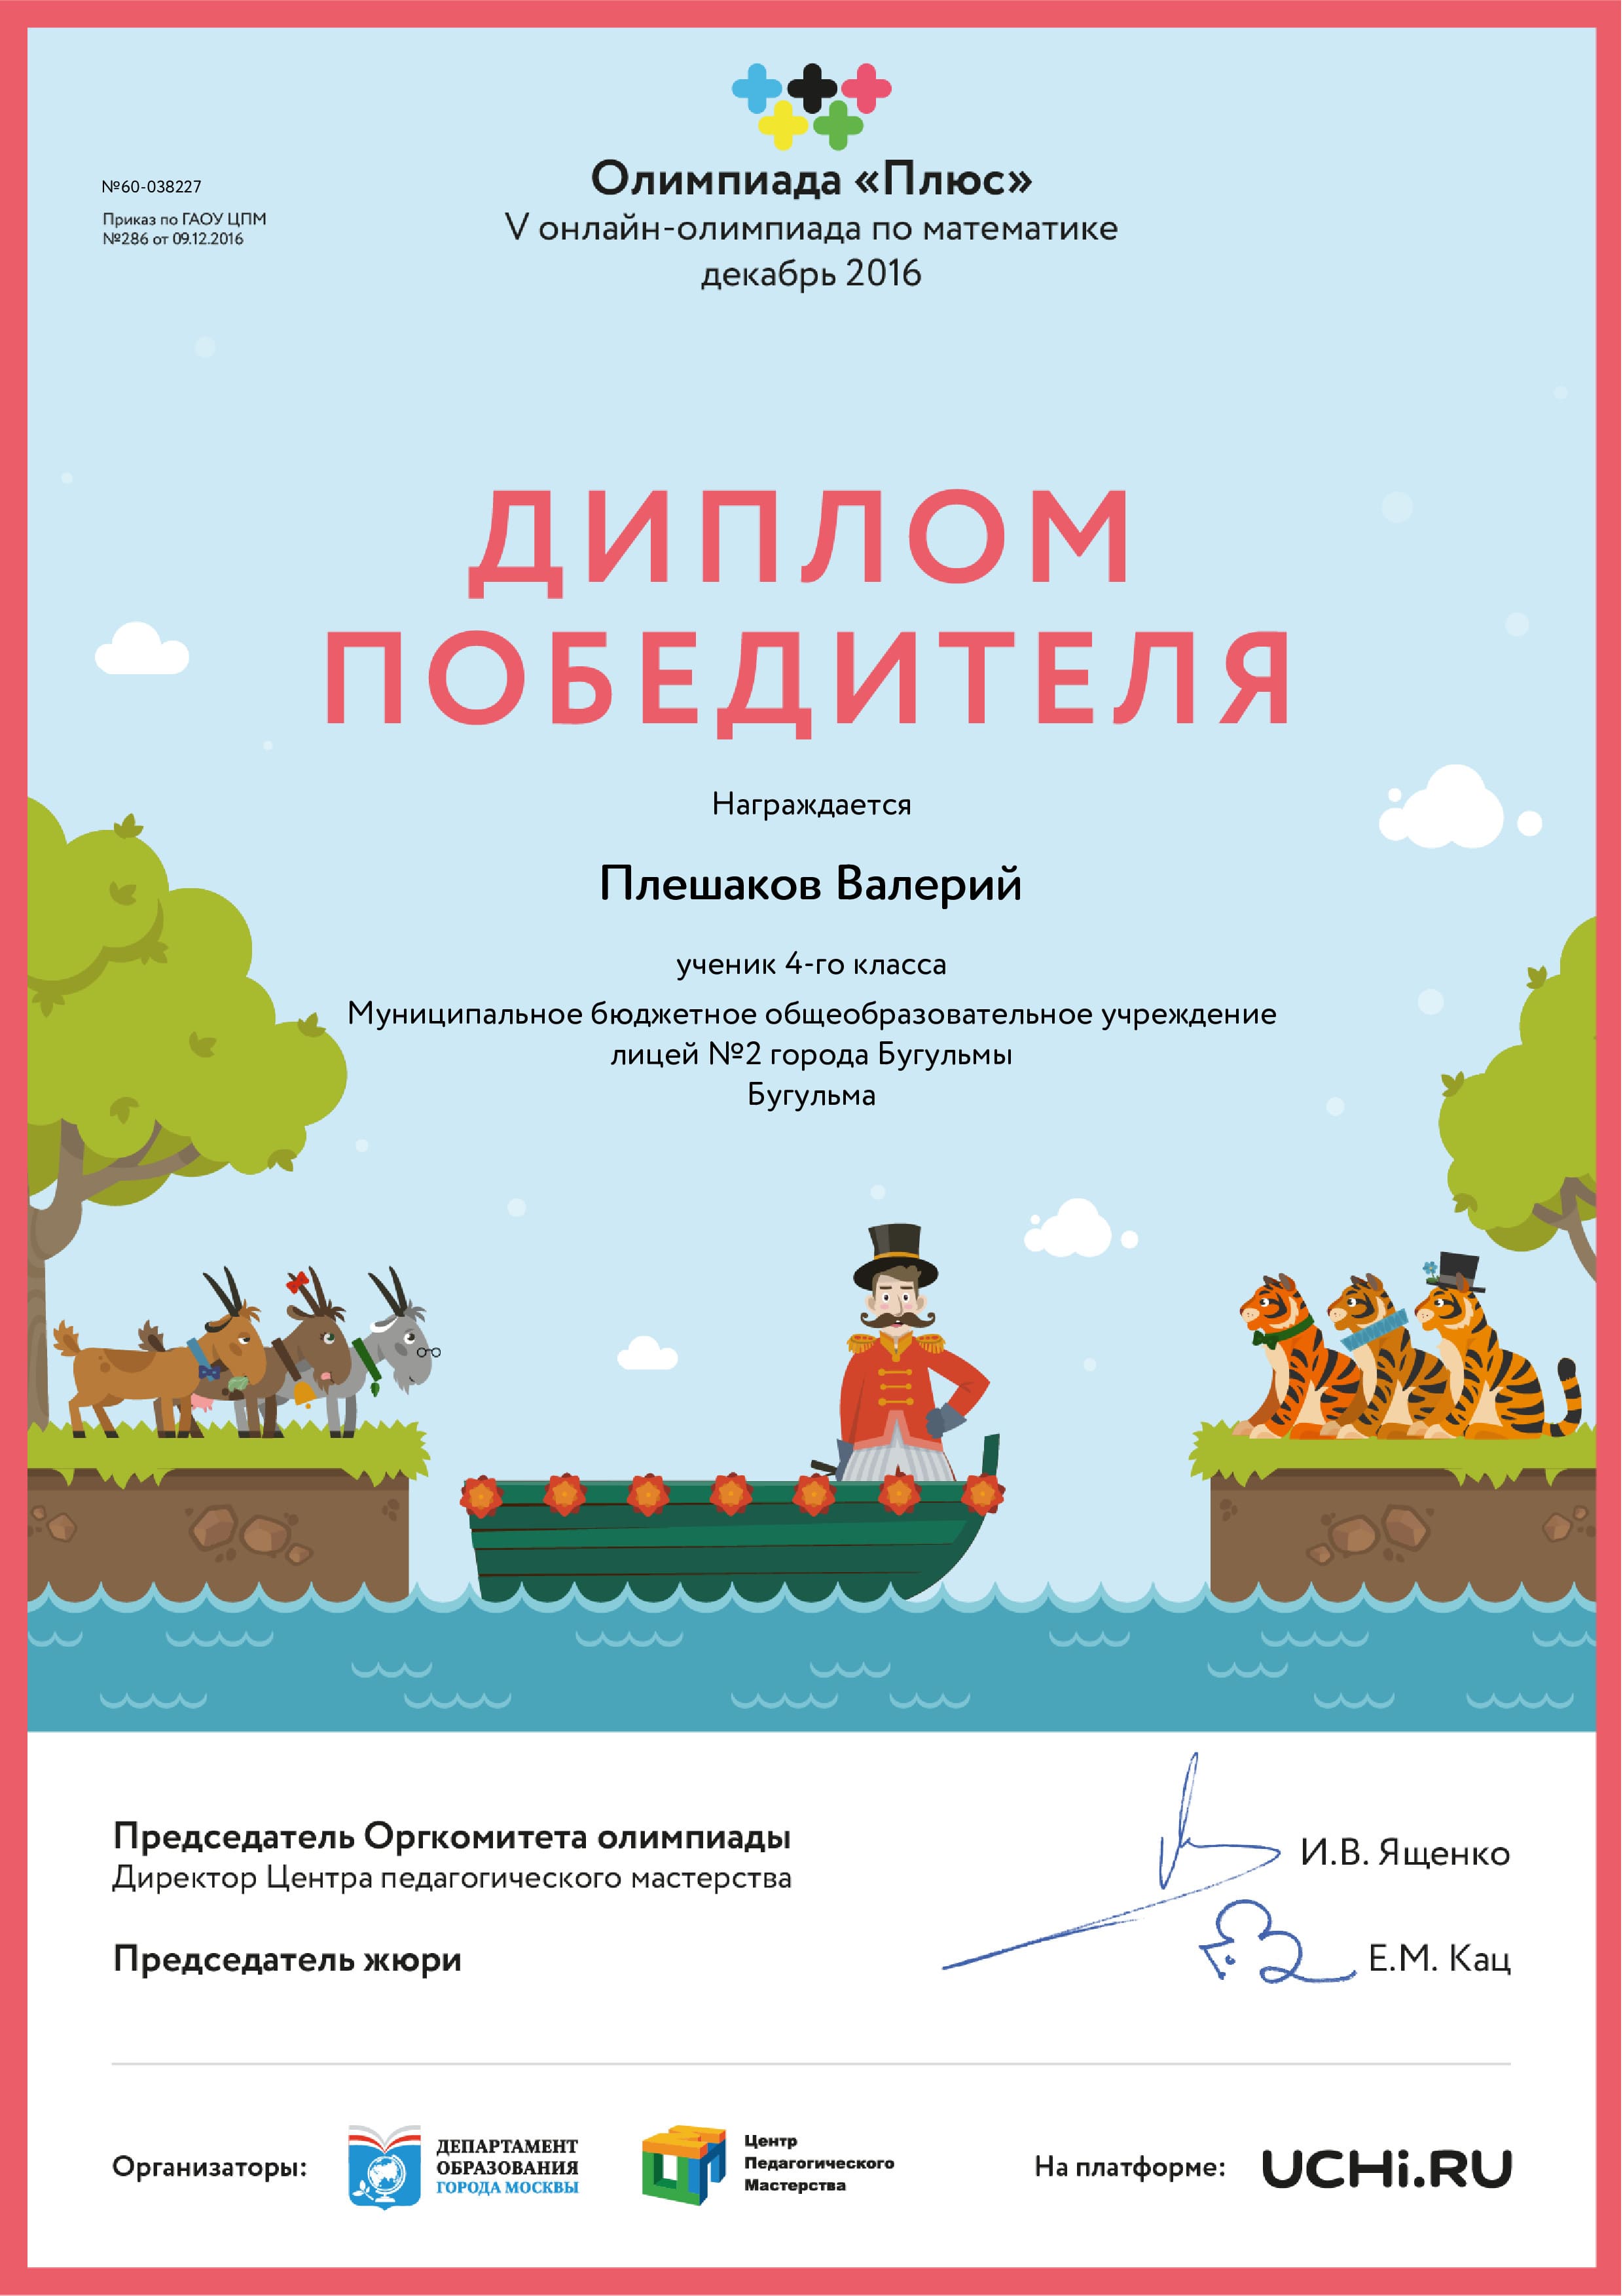 №60-038227
Приказ по ГАОУ ЦПМ
№286 от 09.12.2016
Олимпиада «Плюс»
V онлайн-олимпиада по математике
декабрь 2016
ДИПЛОМ
ПОБЕДИТЕЛЯ
Награждается
Плешаков Валерий
ученик 4-го класса
Муниципальное бюджетное общеобразовательное учреждение
лицей №2 города Бугульмы
Бугульма
Председатель Оргкомитета олимпиады
Директор Центра педагогического мастерства
И.В. Ященко
Председатель жюри
Е.М. Кац
Организаторы:
ДЕПАРТАМЕНТ
ОБРАЗОВАНИЯ
ГОРОДА МОСКВЫ
Центр
Педагогического
Мастерства
На платформе:
UCHi.RU